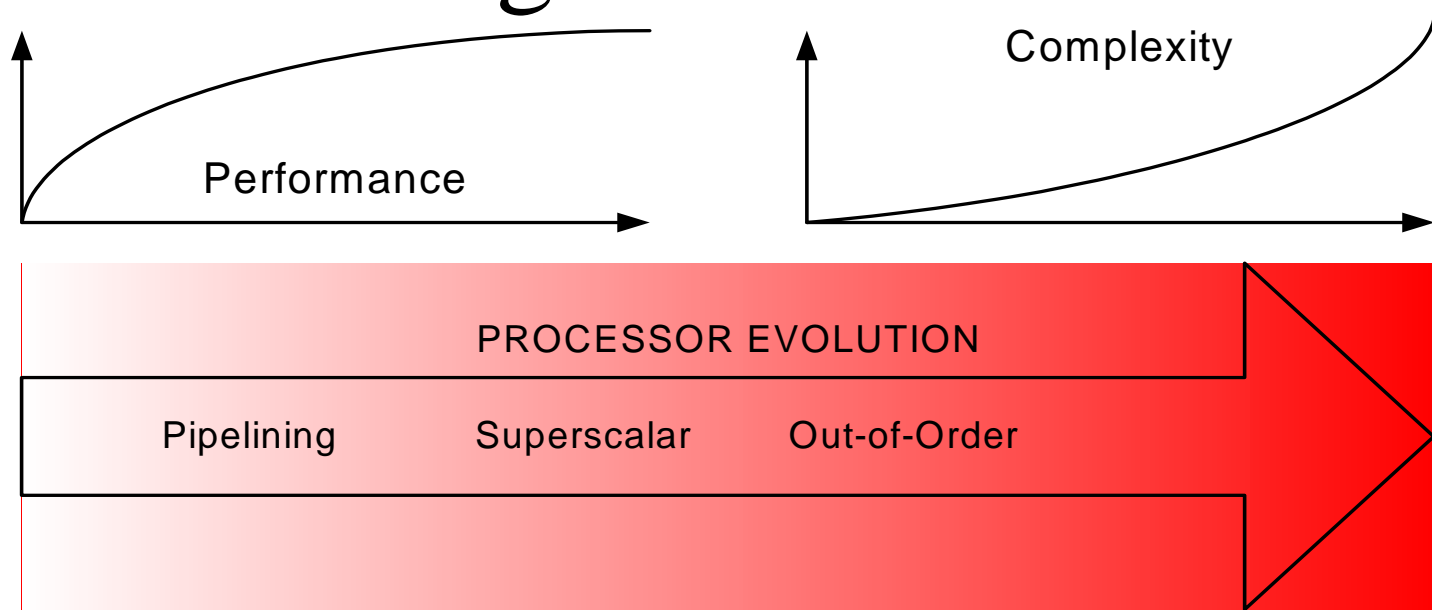 Complexity
Performance
PROCESSOR EVOLUTION
Pipelining Superscalar Out-of-Order